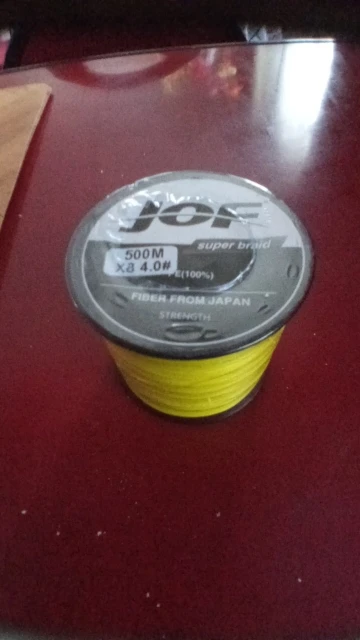 JOF
super braid
500M
X8 4.0#
PE(100%)
FIBER FROM JAPAN
STRENGTH